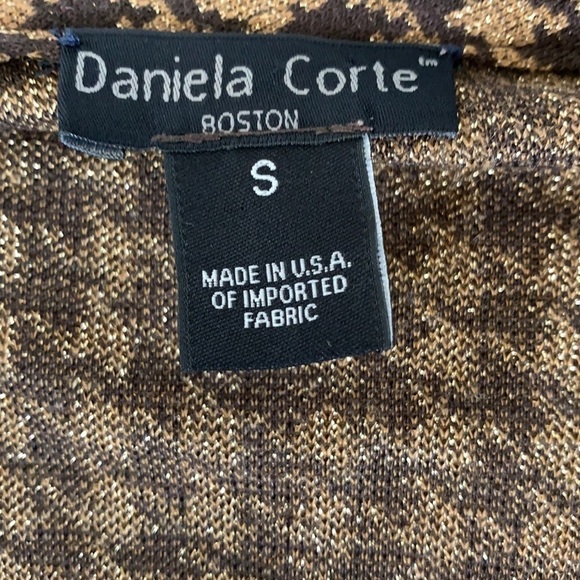 Daniela Corte™
BOSTON
S
MADE IN U.S.A.
OF IMPORTED
FABRIC